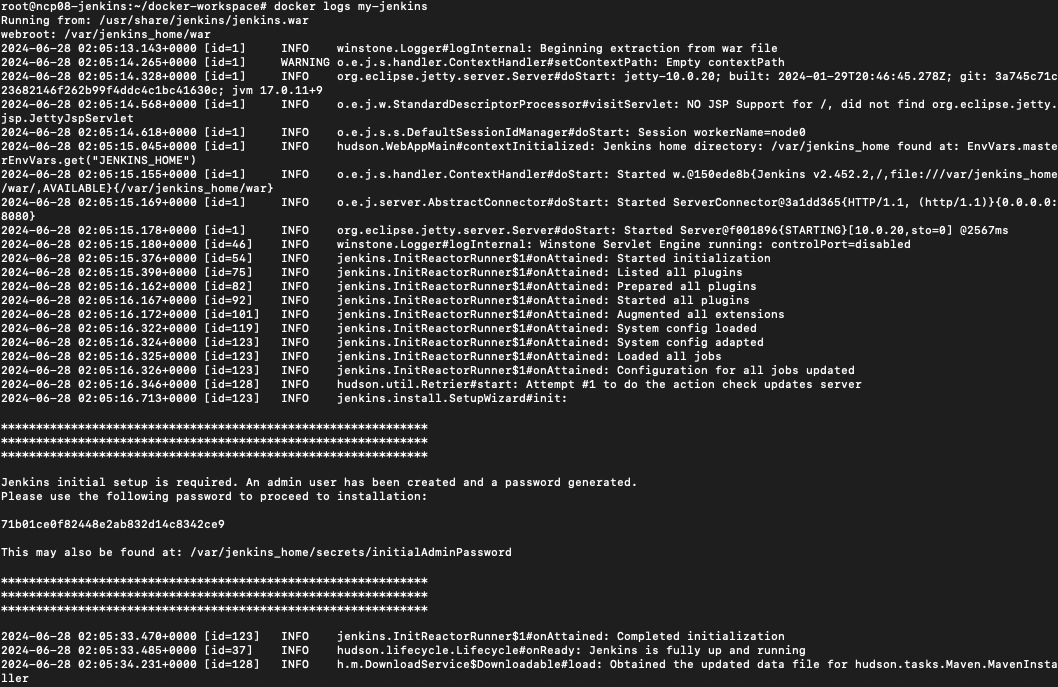 root@ncp08-jenkins:~/docker-workspace# docker logs my-jenkins
Running from: /usr/share/jenkins/jenkins.war
webroot: /var/jenkins_home/war
2024-06-28 02:05:13.143+0000 [id=1]     INFO    winstone.Logger#logInternal: Beginning extraction from war file
2024-06-28 02:05:14.265+0000 [id=1]     WARNING o.e.j.s.handler.ContextHandler#setContextPath: Empty contextPath
2024-06-28 02:05:14.328+0000 [id=1]     INFO    org.eclipse.jetty.server.Server#doStart: jetty-10.0.20; built: 2024-01-29T20:46:45.278Z; git: 3a745c71c
23682146f262b99f4ddc4c1bc41630c; jvm 17.0.11+9
2024-06-28 02:05:14.568+0000 [id=1]     INFO    o.e.j.w.StandardDescriptorProcessor#visitServlet: NO JSP Support for /, did not find org.eclipse.jetty.
jsp.JettyJspServlet
2024-06-28 02:05:14.618+0000 [id=1]     INFO    o.e.j.s.s.DefaultSessionIdManager#doStart: Session workerName=node0
2024-06-28 02:05:15.045+0000 [id=1]     INFO    hudson.WebAppMain#contextInitialized: Jenkins home directory: /var/jenkins_home found at: EnvVars.maste
rEnvVars.get("JENKINS_HOME")
2024-06-28 02:05:15.155+0000 [id=1]     INFO    o.e.j.s.handler.ContextHandler#doStart: Started w.@150ede8b{Jenkins v2.452.2,/,file:///var/jenkins_home
/war/,AVAILABLE}{/var/jenkins_home/war}
2024-06-28 02:05:15.169+0000 [id=1]     INFO    o.e.j.server.AbstractConnector#doStart: Started ServerConnector@3a1dd365{HTTP/1.1, (http/1.1)}{0.0.0.0:
8080}
2024-06-28 02:05:15.178+0000 [id=1]     INFO    org.eclipse.jetty.server.Server#doStart: Started Server@f001896{STARTING}[10.0.20,sto=0] @2567ms
2024-06-28 02:05:15.180+0000 [id=46]    INFO    winstone.Logger#logInternal: Winstone Servlet Engine running: controlPort=disabled
2024-06-28 02:05:15.376+0000 [id=54]    INFO    jenkins.InitReactorRunner$1#onAttained: Started initialization
2024-06-28 02:05:15.390+0000 [id=75]    INFO    jenkins.InitReactorRunner$1#onAttained: Listed all plugins
2024-06-28 02:05:16.162+0000 [id=82]    INFO    jenkins.InitReactorRunner$1#onAttained: Prepared all plugins
2024-06-28 02:05:16.167+0000 [id=92]    INFO    jenkins.InitReactorRunner$1#onAttained: Started all plugins
2024-06-28 02:05:16.172+0000 [id=101]   INFO    jenkins.InitReactorRunner$1#onAttained: Augmented all extensions
2024-06-28 02:05:16.322+0000 [id=119]   INFO    jenkins.InitReactorRunner$1#onAttained: System config loaded
2024-06-28 02:05:16.324+0000 [id=123]   INFO    jenkins.InitReactorRunner$1#onAttained: System config adapted
2024-06-28 02:05:16.325+0000 [id=123]   INFO    jenkins.InitReactorRunner$1#onAttained: Loaded all jobs
2024-06-28 02:05:16.326+0000 [id=123]   INFO    jenkins.InitReactorRunner$1#onAttained: Configuration for all jobs updated
2024-06-28 02:05:16.346+0000 [id=128]   INFO    hudson.util.Retrier#start: Attempt #1 to do the action check updates server
2024-06-28 02:05:16.713+0000 [id=123]   INFO    jenkins.install.SetupWizard#init:
*************************************************************
*************************************************************
*************************************************************
Jenkins initial setup is required. An admin user has been created and a password generated.
Please use the following password to proceed to installation:
71b01ce0f82448e2ab832d14c8342ce9
This may also be found at: /var/jenkins_home/secrets/initialAdminPassword
*************************************************************
*************************************************************
*************************************************************
2024-06-28 02:05:33.470+0000 [id=123]   INFO    jenkins.InitReactorRunner$1#onAttained: Completed initialization
2024-06-28 02:05:33.485+0000 [id=37]    INFO    hudson.lifecycle.Lifecycle#onReady: Jenkins is fully up and running
2024-06-28 02:05:34.231+0000 [id=128]   INFO    h.m.DownloadService$Downloadable#load: Obtained the updated data file for hudson.tasks.Maven.MavenInsta
ller